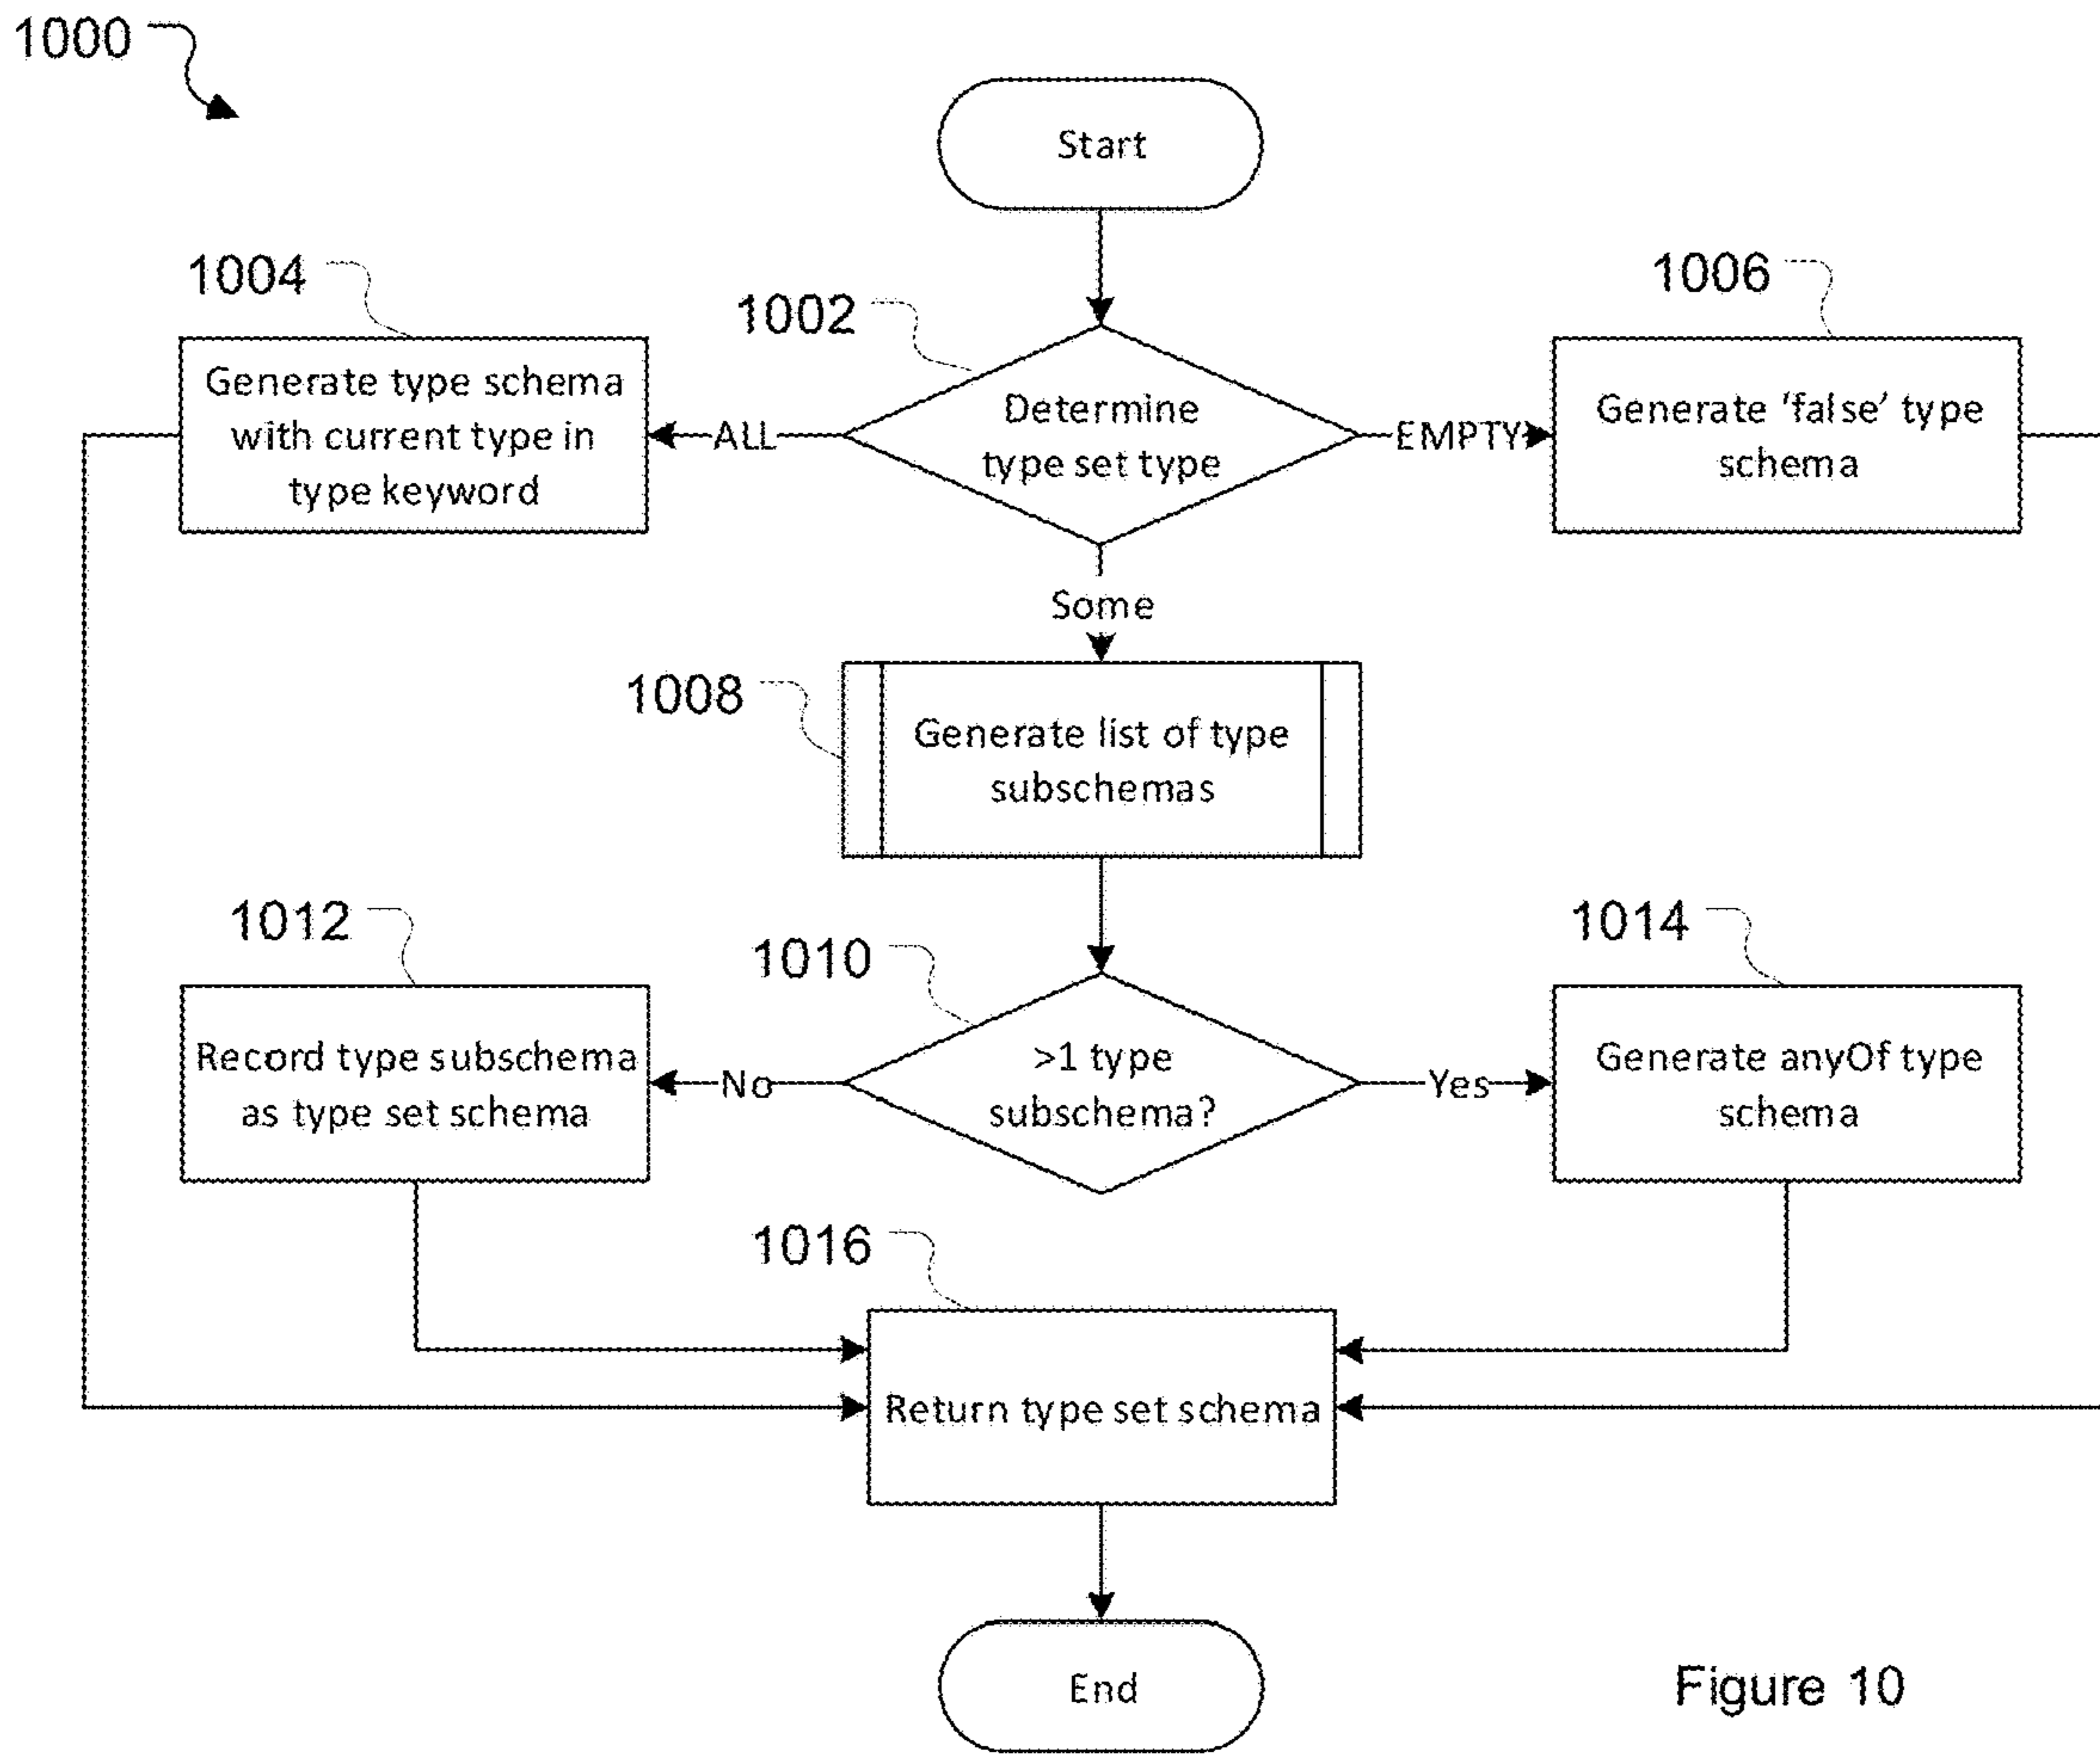 1000
Start
1004
1002
1006
Generate type schema
with current type in
type keyword
ALL
Determine
type set type
EMPTY
Generate ‘false’ type
schema
Some
1008
Generate list of type
subschemas
1012
1010
1014
Record type subschema
as type set schema
No
>1 type
subschema?
Yes
Generate anyOf type
schema
1016
Return type set schema
End
Figure 10